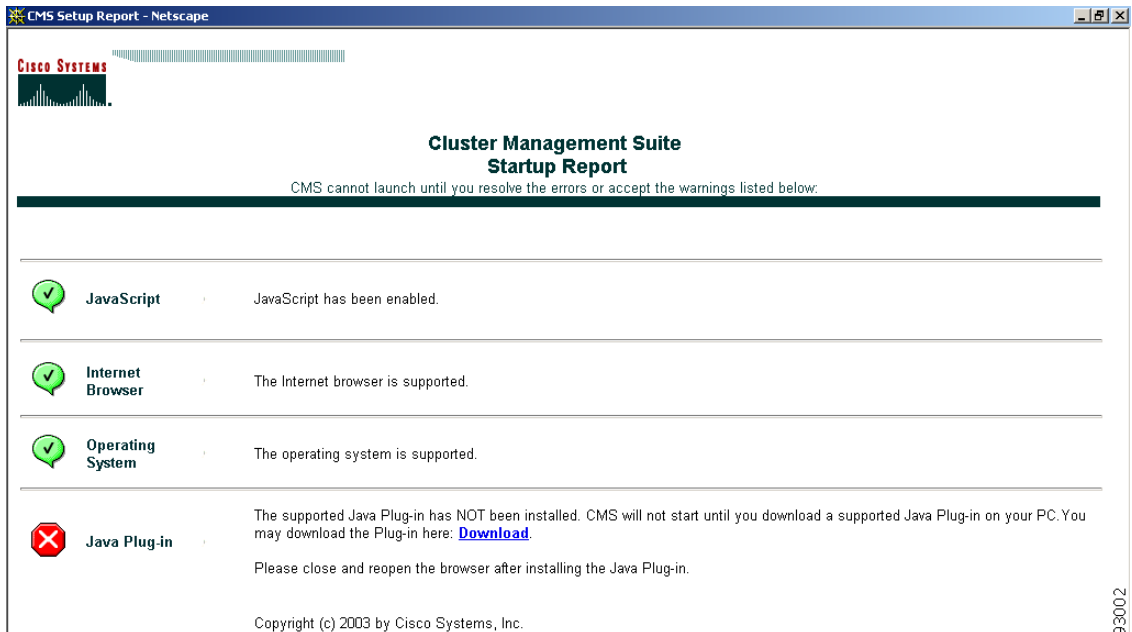 CMS Setup Report - Netscape
CISCO SYSTEMS
Cluster Management Suite
Startup Report
CMS cannot launch until you resolve the errors or accept the warnings listed below:
JavaScript
JavaScript has been enabled.
Internet
Browser
The Internet browser is supported.
Operating
System
The operating system is supported.
Java Plug-in
The supported Java Plug-in has NOT been installed. CMS will not start until you download a supported Java Plug-in on your PC.You
may download the Plug-in here: Download.
Please close and reopen the browser after installing the Java Plug-in.
Copyright (c) 2003 by Cisco Systems, Inc.
93002